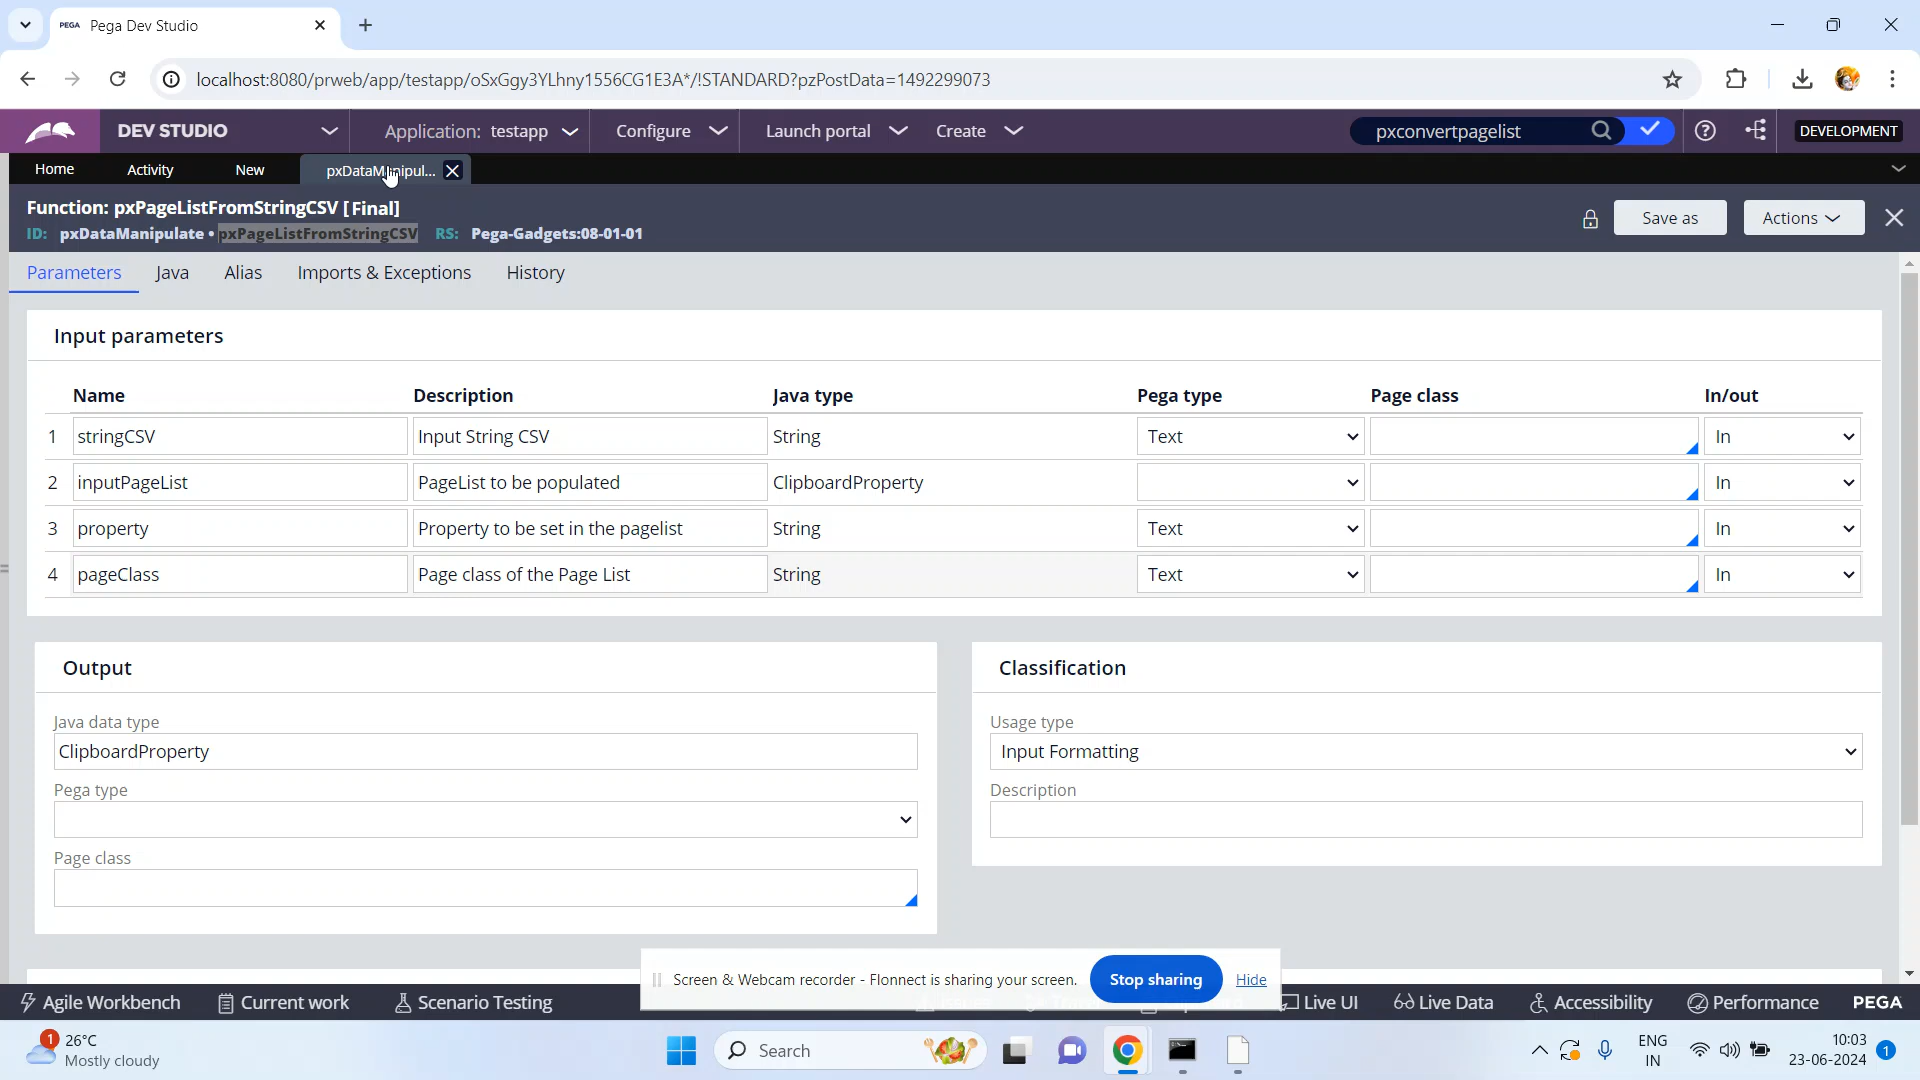 PEGA Pega Dev Studio
localhost:8080/prweb/app/testapp/oSxGgy3YLhny1556CG1E3A*/!STANDARD?pzPostData=1492299073
DEV STUDIO Application: testapp Configure Launch portal Create pxconvertpagelist DEVELOPMENT
Home Activity New pxDataManipul...
Function: pxPageListFromStringCSV [Final]
ID: pxDataManipulate • pxPageListFromStringCSV RS: Pega-Gadgets:08-01-01
Save as Actions
Parameters Java Alias Imports & Exceptions History
Input parameters
Name Description Java type Pega type Page class In/out
1 stringCSV Input String CSV String Text In
2 inputPageList PageList to be populated ClipboardProperty In
3 property Property to be set in the pagelist String Text In
4 pageClass Page class of the Page List String Text In
Output Classification
Java data type Usage type
ClipboardProperty Input Formatting
Pega type Description
Page class
Screen & Webcam recorder - Flonnect is sharing your screen. Stop sharing Hide
Agile Workbench Current work Scenario Testing Live UI Live Data Accessibility Performance PEGA
1 26°C
Mostly cloudy
Search
ENG
IN
10:03
23-06-2024
1